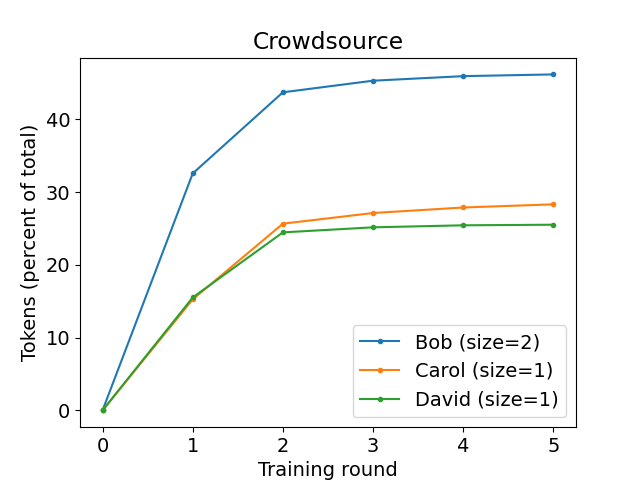 Crowdsource
Tokens (percent of total)
40
30
20
10
0
0 1 2 3 4 5
Training round
Bob (size=2)
Carol (size=1)
David (size=1)